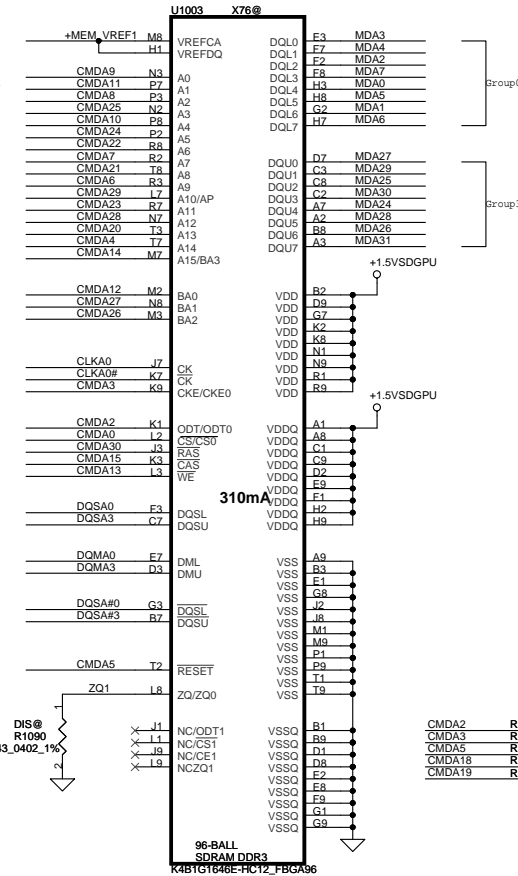 U1003 X76@
+MEM_VREF1 M8 VREFCA
H1 VREFDQ
CMDA9 N3 A0
CMDA11 P7 A1
CMDA8 P3 A2
CMDA25 N2 A3
CMDA10 P8 A4
CMDA24 P2 A5
CMDA22 R8 A6
CMDA7 R2 A7
CMDA21 T8 A8
CMDA6 R3 A9
CMDA29 L7 A10/AP
CMDA23 R7 A11
CMDA28 N7 A12
CMDA20 T3 A13
CMDA4 T7 A14
CMDA14 M7 A15/BA3
CMDA12 M2 BA0
CMDA27 N8 BA1
CMDA26 M3 BA2
CLKA0 J7 CK
CLKA0# K7 CK
CMDA3 K9 CKE/CKE0
CMDA2 K1 ODT/ODT0
CMDA0 L2 CS/CS0
CMDA30 J3 RAS
CMDA15 K3 CAS
CMDA13 L3 WE
DQSA0 F3 DQSL
DQSA3 C7 DQSU
DQMA0 E7 DML
DQMA3 D3 DMU
DQSA#0 G3 DQSL
DQSA#3 B7 DQSU
CMDA5 T2 RESET
ZQ1 L8 ZQ/ZQ0
J1 NC/ODT1
L1 NC/CS1
J9 NC/CE1
L9 NCZQ1
1
DIS@
R1090
43_0402_1%
2
DQL0 E3 MDA3
DQL1 F7 MDA4
DQL2 F2 MDA2
DQL3 F8 MDA7
DQL4 H3 MDA0
DQL5 H8 MDA5
DQL6 G2 MDA1
DQL7 H7 MDA6
Group0
DQU0 D7 MDA27
DQU1 C3 MDA29
DQU2 C8 MDA25
DQU3 C2 MDA30
DQU4 A7 MDA24
DQU5 A2 MDA28
DQU6 B8 MDA26
DQU7 A3 MDA31
Group3
+1.5VSDGPU
VDD B2
VDD D9
VDD G7
VDD K2
VDD K8
VDD N1
VDD N9
VDD R1
VDD R9
+1.5VSDGPU
VDDQ A1
VDDQ A8
VDDQ C1
VDDQ C9
VDDQ D2
VDDQ E9
VDDQ F1
VDDQ H2
VDDQ H9
310mA
VSS A9
VSS B3
VSS E1
VSS G8
VSS J2
VSS J8
VSS M1
VSS M9
VSS P1
VSS P9
VSS T1
VSS T9
VSSQ B1
VSSQ B9
VSSQ D1
VSSQ D8
VSSQ E2
VSSQ E8
VSSQ F9
VSSQ G1
VSSQ G9
CMDA2 R
CMDA3 R
CMDA5 R
CMDA18 R
CMDA19 R
96-BALL
SDRAM DDR3
K4B1G1646E-HC12_FBGA96